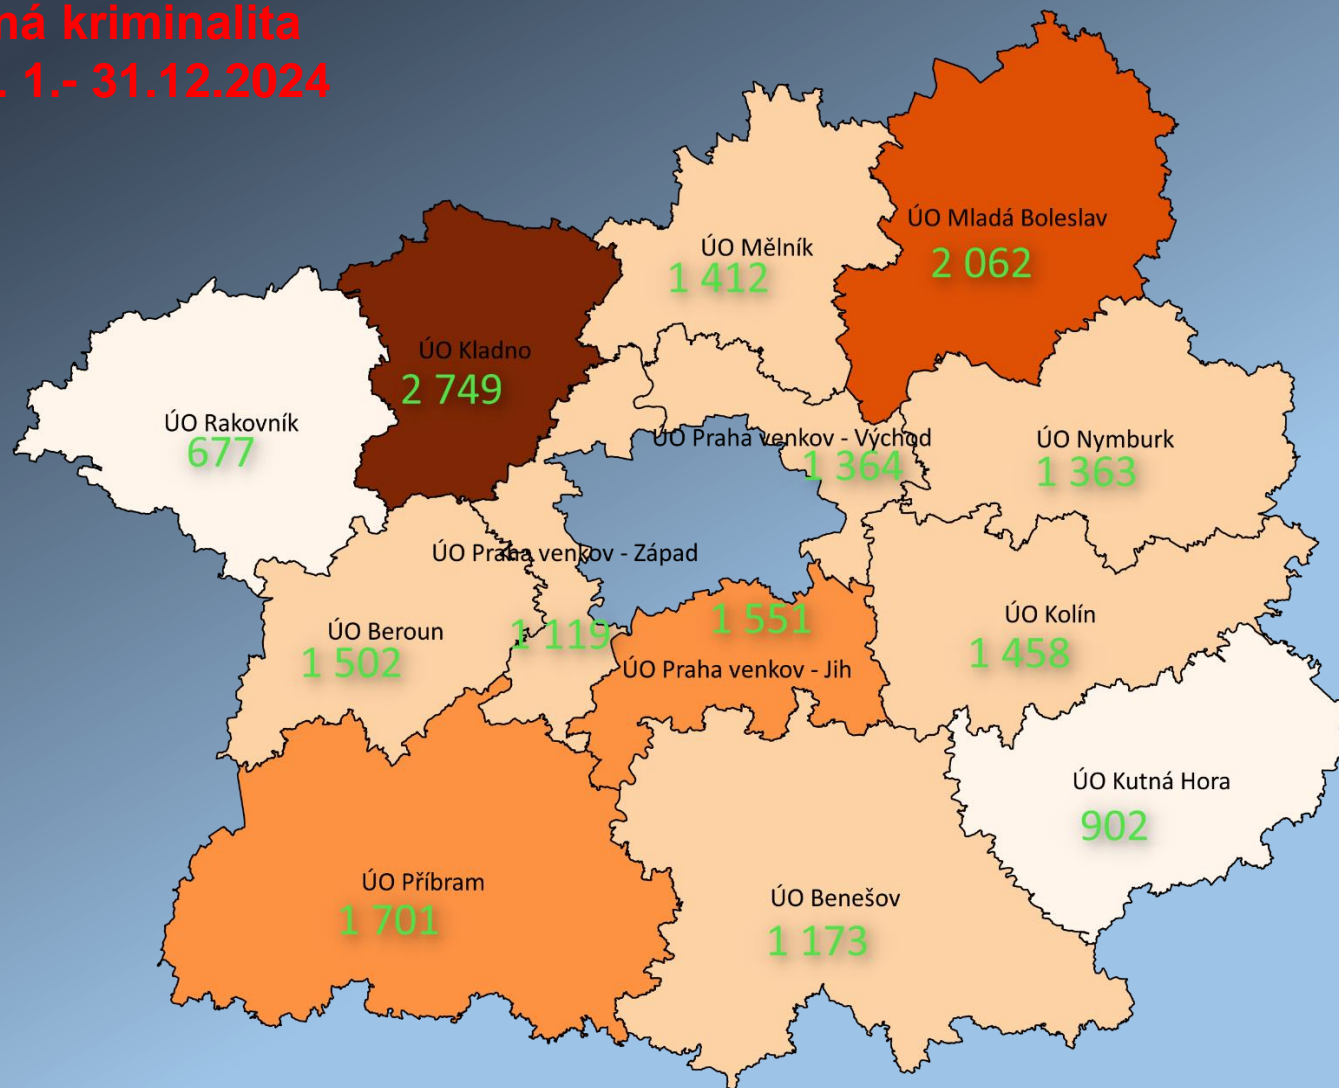 ná kriminalita
. 1.- 31.12.2024
ÚO Mladá Boleslav
2 062
ÚO Mělník
1 412
ÚO Kladno
2 749
ÚO Rakovník
677
ÚO Praha venkov - Východ
1 364
ÚO Nymburk
1 363
ÚO Praha venkov - Západ
1 119
ÚO Beroun
1 502
1 551
ÚO Praha venkov - Jih
ÚO Kolín
1 458
ÚO Kutná Hora
902
ÚO Příbram
1 701
ÚO Benešov
1 173